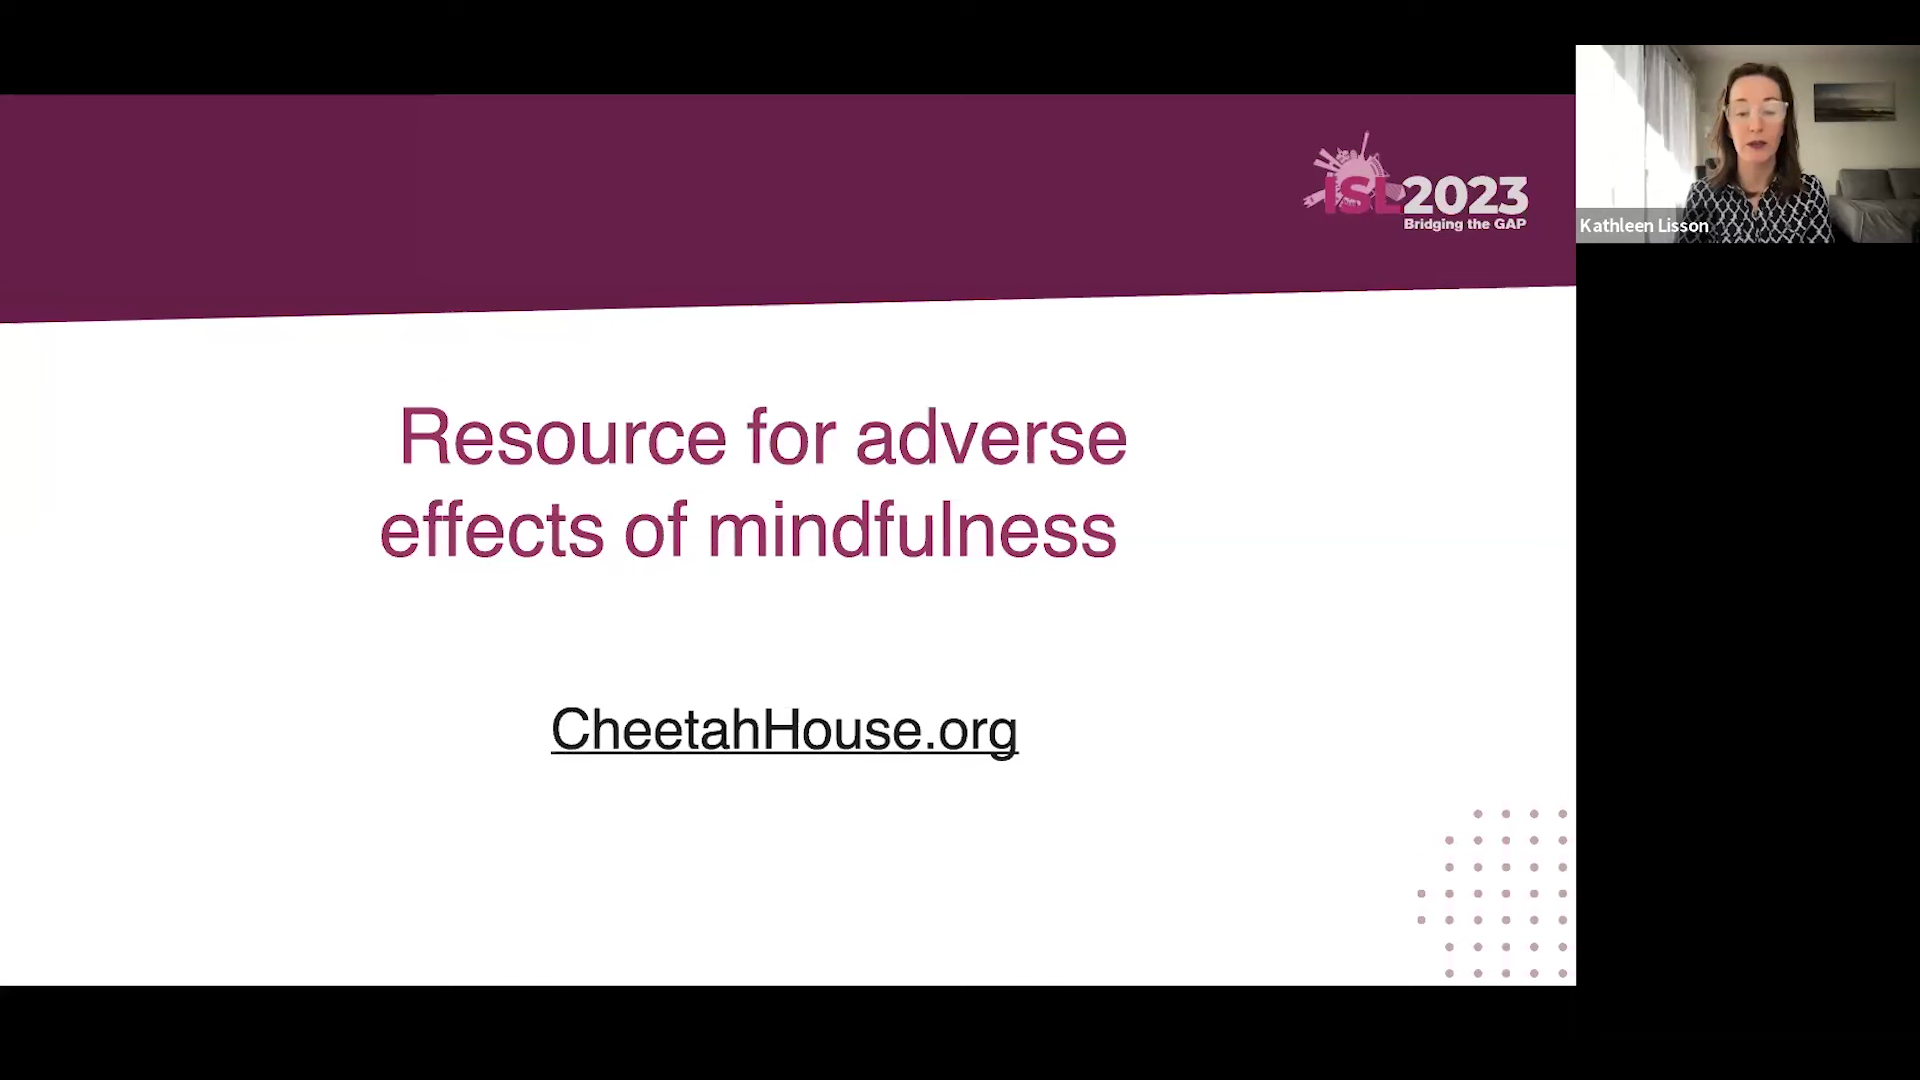 ISL2023
Bridging the GAP
Kathleen Lisson
Resource for adverse
effects of mindfulness
CheetahHouse.org